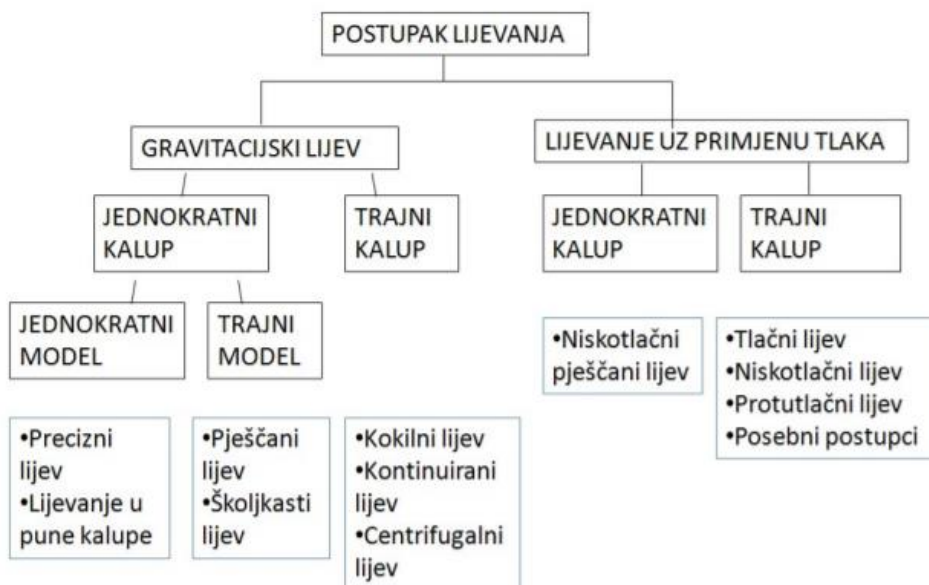 POSTUPAK LIJEVANJA
GRAVITACIJSKI LIJEV
LIJEVANJE UZ PRIMJENU TLAKA
JEDNOKRATNI
KALUP
TRAJNI
KALUP
JEDNOKRATNI
KALUP
TRAJNI
KALUP
JEDNOKRATNI
MODEL
TRAJNI
MODEL
•Niskotlačni
pješčani lijev
•Tlačni lijev
•Niskotlačni lijev
•Protutlačni lijev
•Posebni postupci
•Precizni
lijev
•Lijevanje u
pune kalupe
•Pješčani
lijev
•Školjkasti
lijev
•Kokilni lijev
•Kontinuirani
lijev
•Centrifugalni
lijev